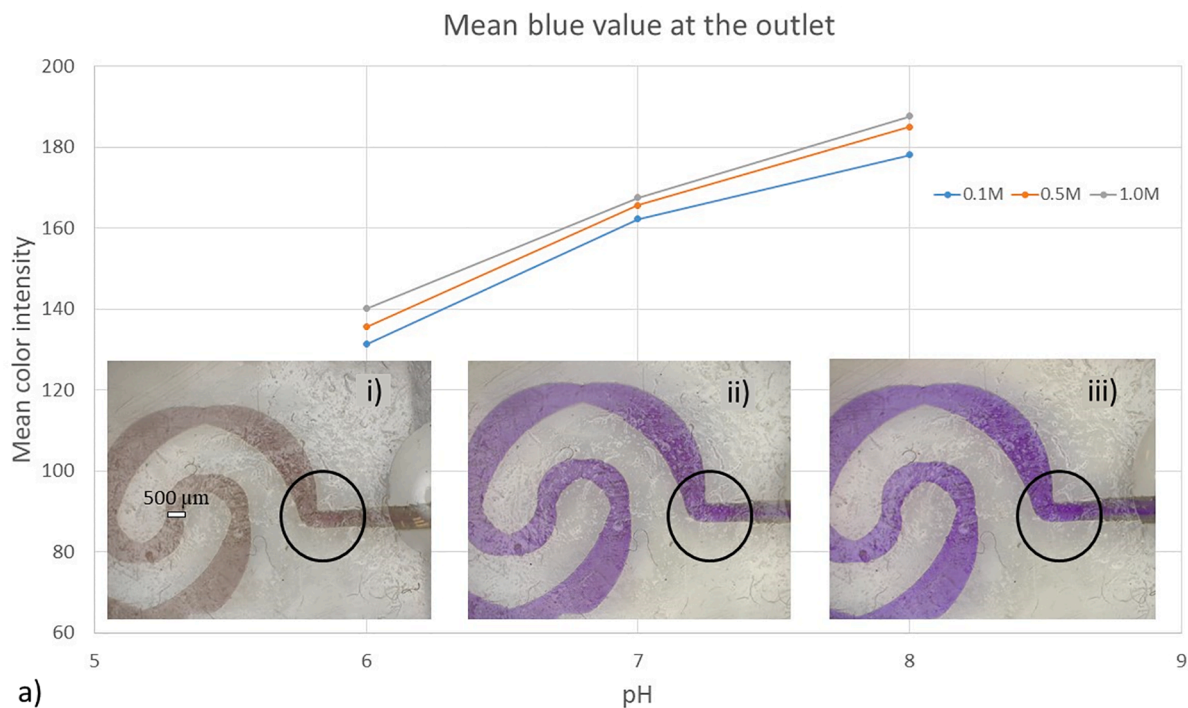 Mean blue value at the outlet
200
180
160
140
120
100
80
60
Mean color intensity
0.1M 0.5M 1.0M
i)
ii)
iii)
500 μm
5 6 7 8 9
pH
a)